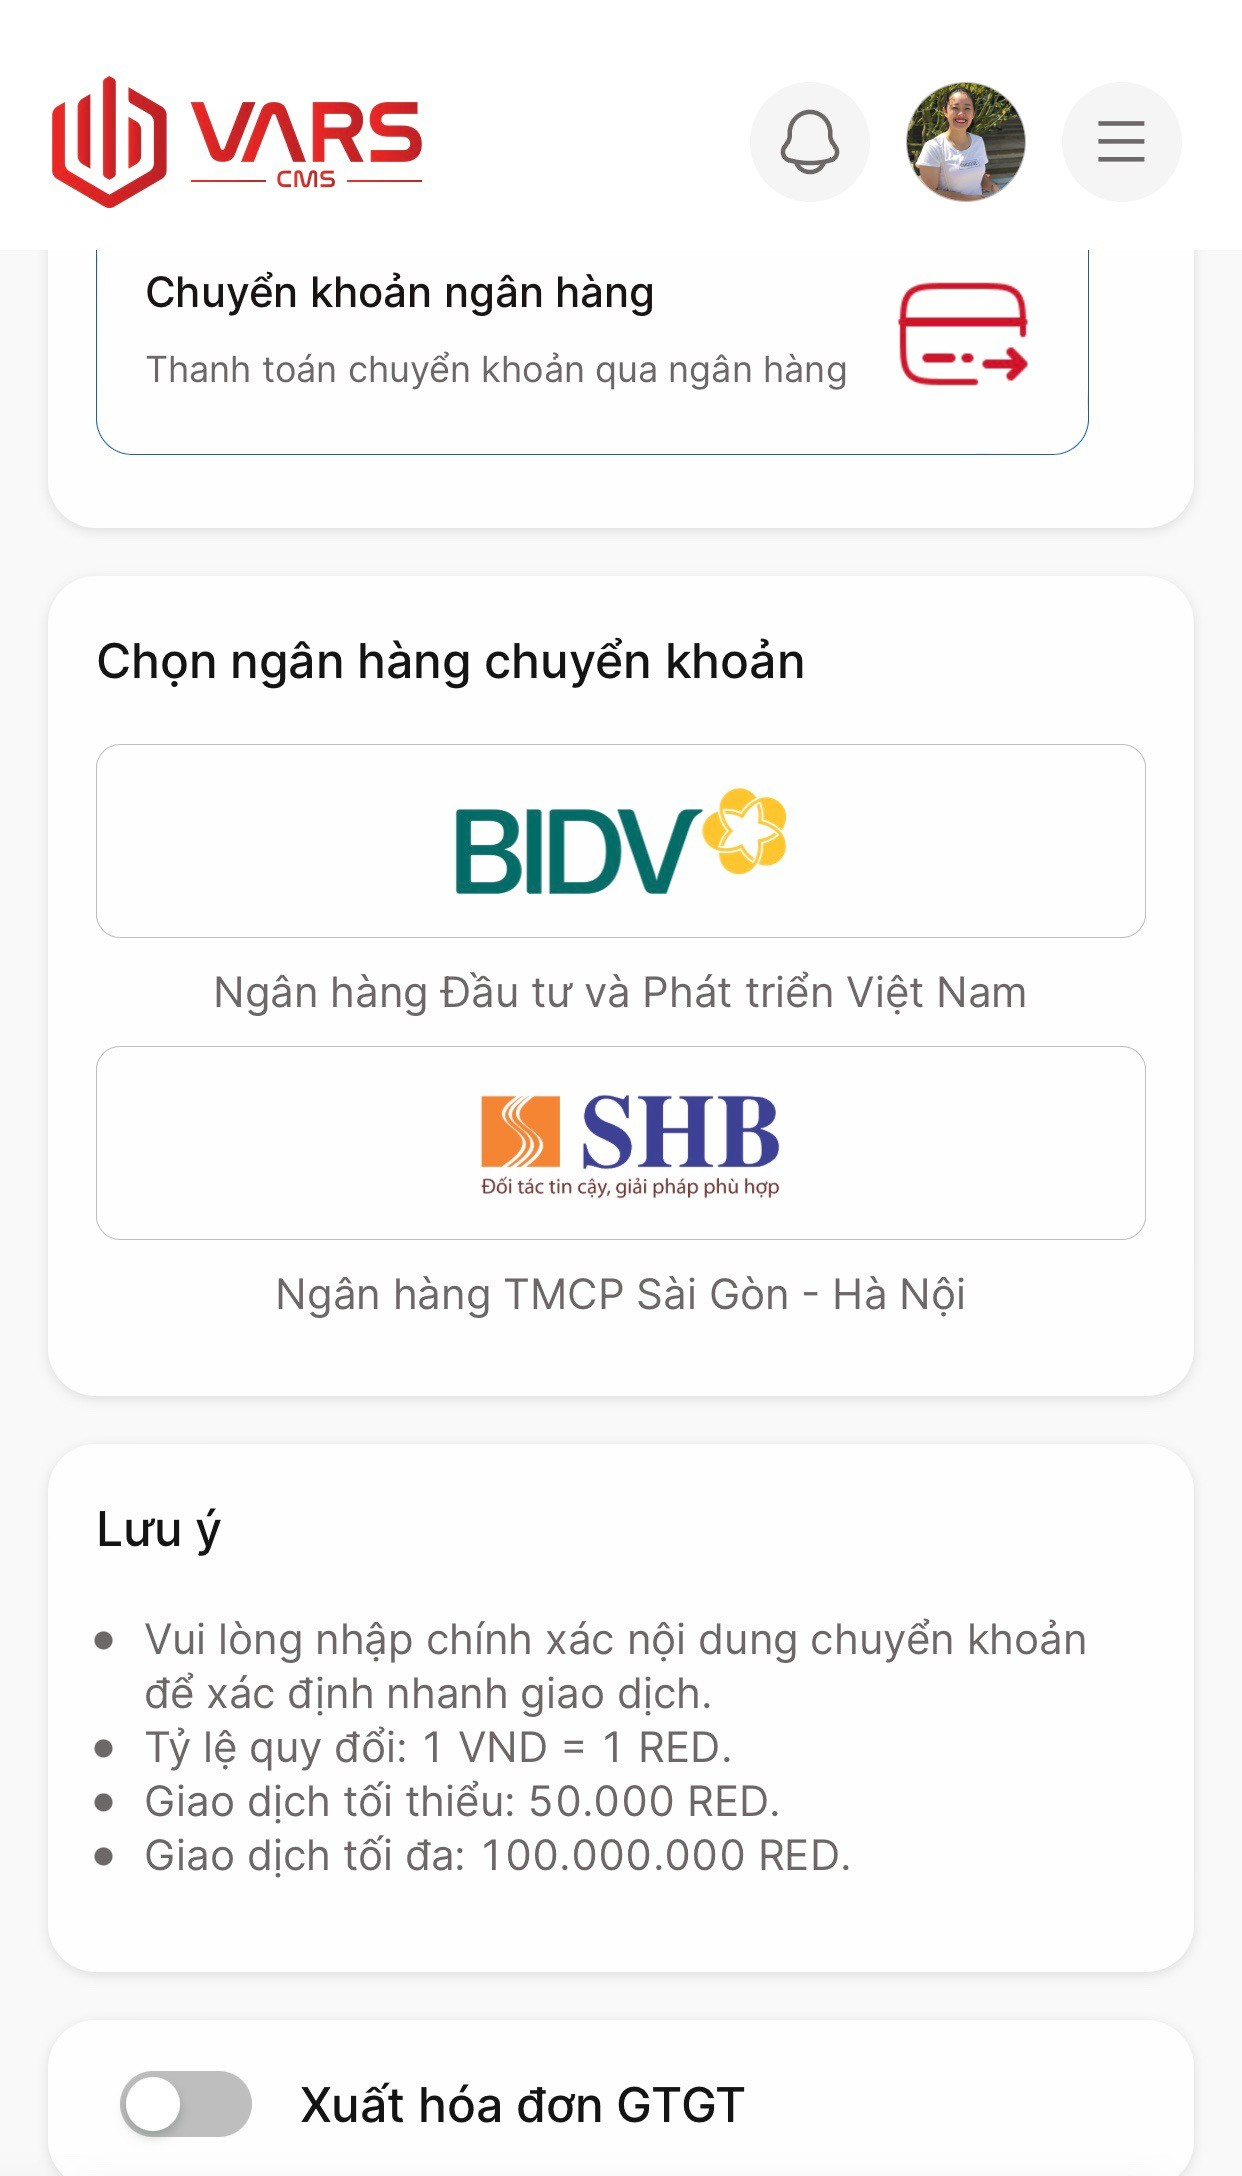 VARS
CMS
Chuyển khoản ngân hàng
Thanh toán chuyển khoản qua ngân hàng
Chọn ngân hàng chuyển khoản
BIDV
Ngân hàng Đầu tư và Phát triển Việt Nam
SHB
Đối tác tin cậy, giải pháp phù hợp
Ngân hàng TMCP Sài Gòn - Hà Nội
Lưu ý
Vui lòng nhập chính xác nội dung chuyển khoản
để xác định nhanh giao dịch.
Tỷ lệ quy đổi: 1 VND = 1 RED.
Giao dịch tối thiểu: 50.000 RED.
Giao dịch tối đa: 100.000.000 RED.
Xuất hóa đơn GTGT